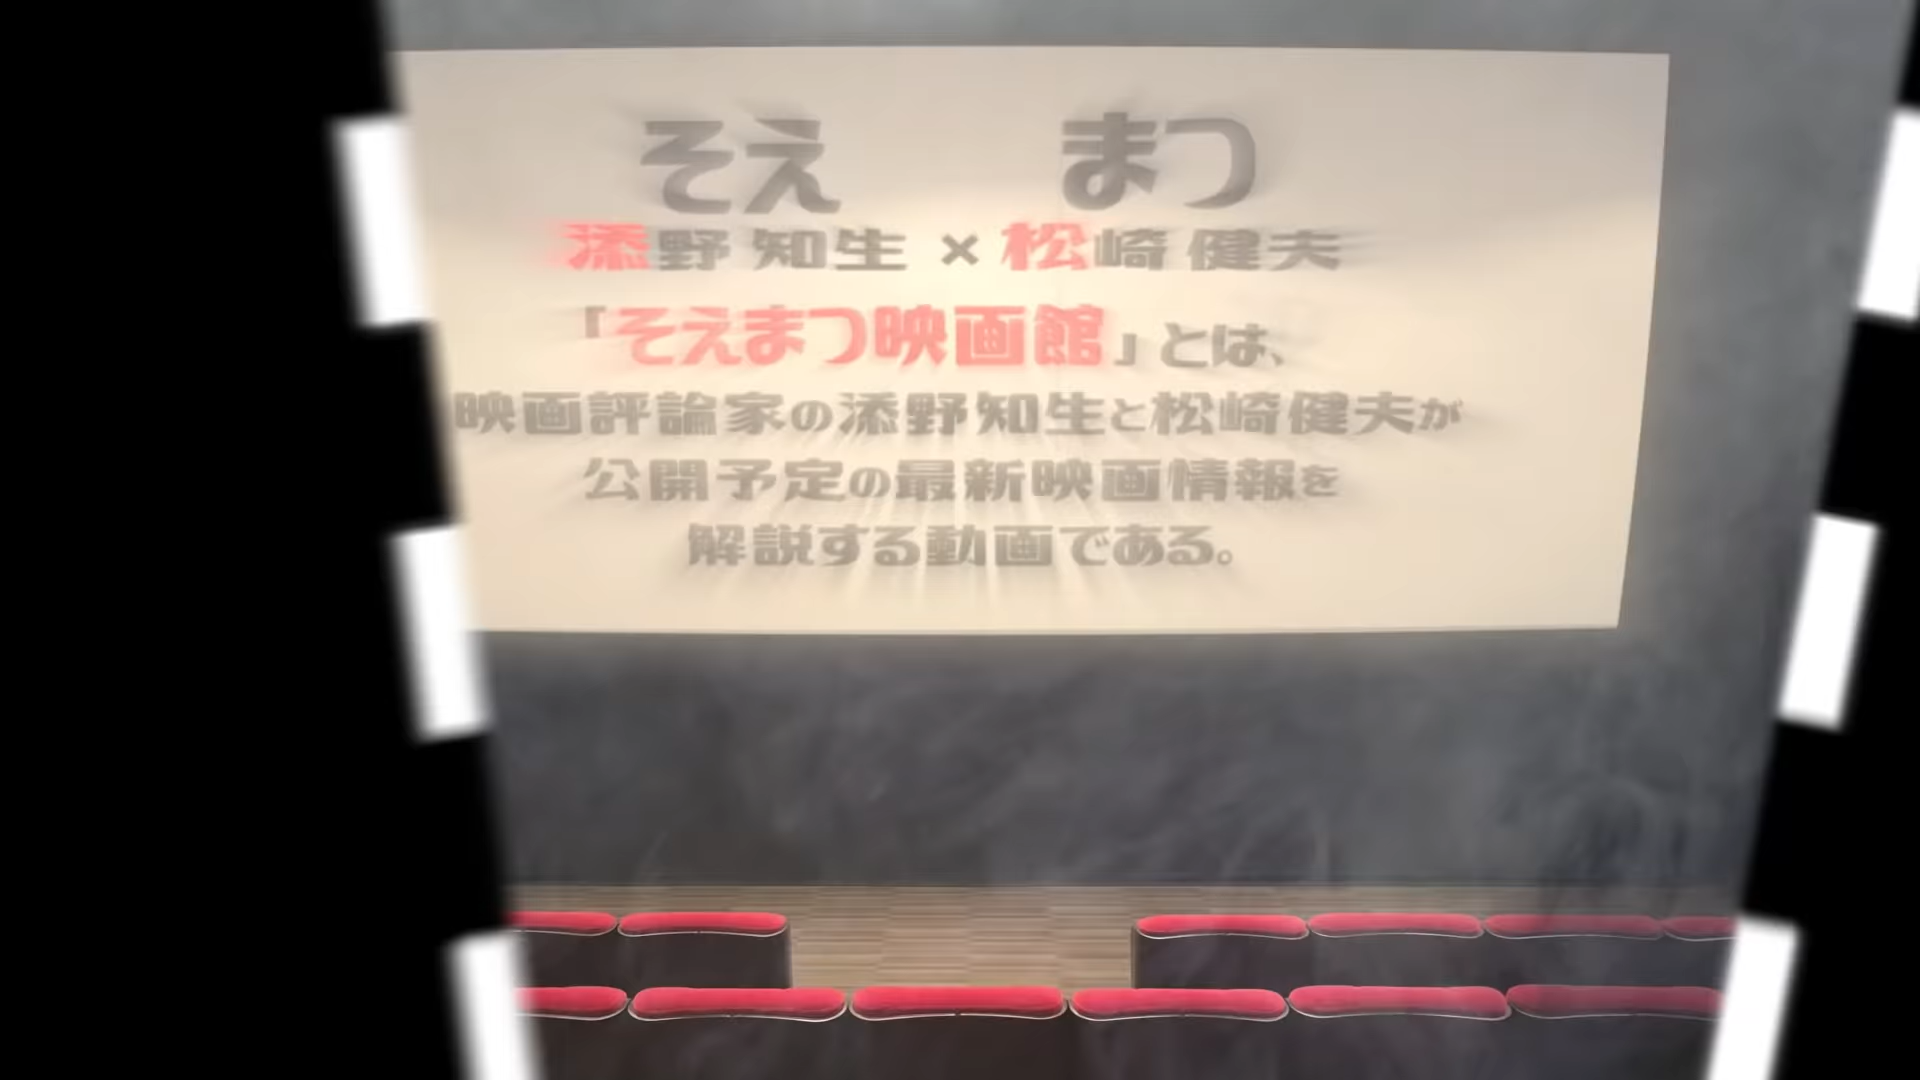 そえ まつ
添野知生×松崎健夫
「そえまつ映画館」とは、
映画評論家の添野知生と松崎健夫が
公開予定の最新映画情報を
解説する動画である。